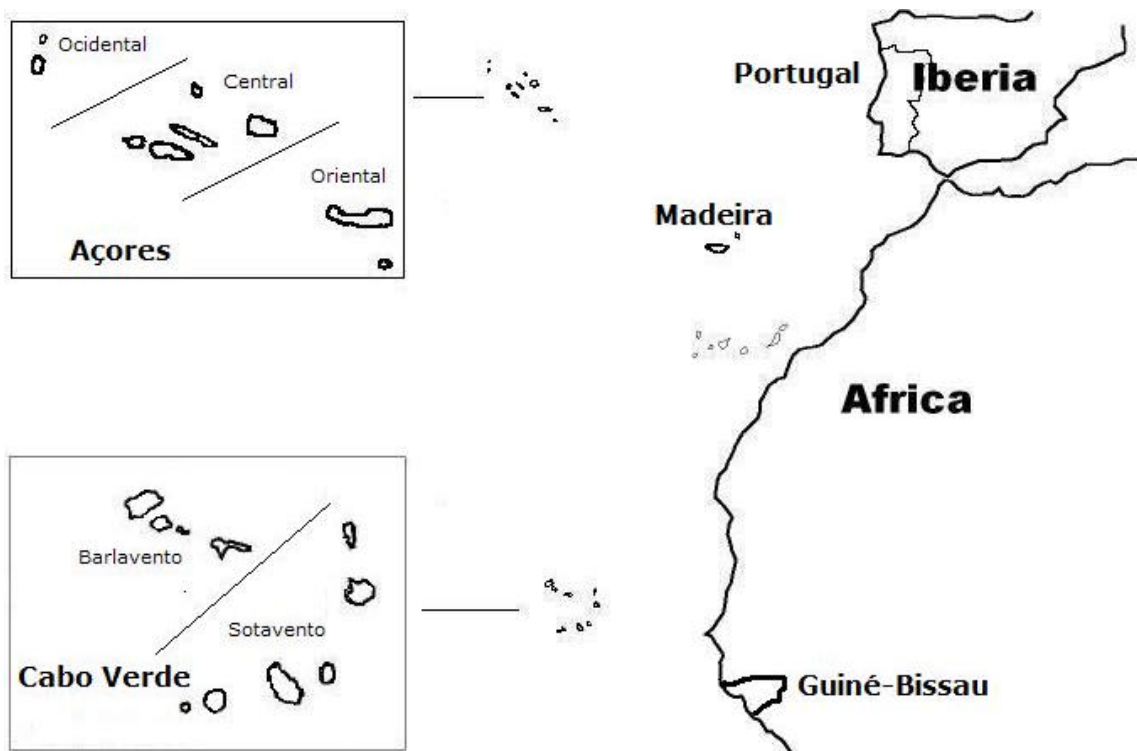 Ocidental
Central
Oriental
Açores
Portugal
Iberia
Madeira
Africa
Barlavento
Sotavento
Cabo Verde
Guiné-Bissau